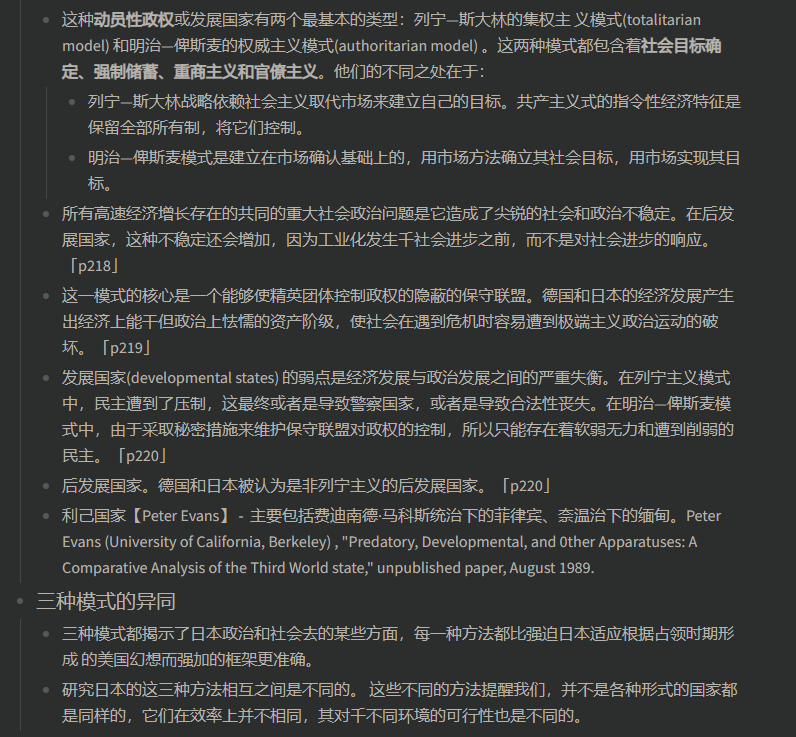 这种动员性政权或发展国家有两个最基本的类型：列宁—斯大林的集权主 义模式(totalitarian
model) 和明治—俾斯麦的权威主义模式(authoritarian model) 。这两种模式都包含着社会目标确
定、强制储蓄、重商主义和官僚主义。他们的不同之处在于：
列宁—斯大林战略依赖社会主义取代市场来建立自己的目标。共产主义式的指令性经济特征是
保留全部所有制，将它们控制。
明治—俾斯麦模式是建立在市场确认基础上的，用市场方法确立其社会目标，用市场实现其目
标。
所有高速经济增长存在的共同的重大社会政治问题是它造成了尖锐的社会和政治不稳定。在后发
展国家，这种不稳定还会增加，因为工业化发生千社会进步之前，而不是对社会进步的响应。
「p218」
这一模式的核心是一个能够使精英团体控制政权的隐蔽的保守联盟。德国和日本的经济发展产生
出经济上能干但政治上怯懦的资产阶级，使社会在遇到危机时容易遭到极端主义政治运动的破
坏。「p219」
发展国家(developmental states) 的弱点是经济发展与政治发展之间的严重失衡。在列宁主义模式
中，民主遭到了压制，这最终或者是导致警察国家，或者是导致合法性丧失。在明治—俾斯麦模
式中，由于采取秘密措施来维护保守联盟对政权的控制，所以只能存在着软弱无力和遭到削弱的
民主。「p220」
后发展国家。德国和日本被认为是非列宁主义的后发展国家。「p220」
利己国家【Peter Evans】 - 主要包括费迪南德·马科斯统治下的菲律宾、奈温治下的缅甸。Peter
Evans (University of California, Berkeley) , "Predatory, Developmental, and 0ther Apparatuses: A
Comparative Analysis of the Third World state," unpublished paper, August 1989.
三种模式的异同
三种模式都揭示了日本政治和社会去的某些方面，每一种方法都比强迫日本适应根据占领时期形
成 的美国幻想而强加的框架更准确。
研究日本的这三种方法相互之间是不同的。 这些不同的方法提醒我们，并不是各种形式的国家都
是同样的，它们在效率上并不相同，其对千不同环境的可行性也是不同的。